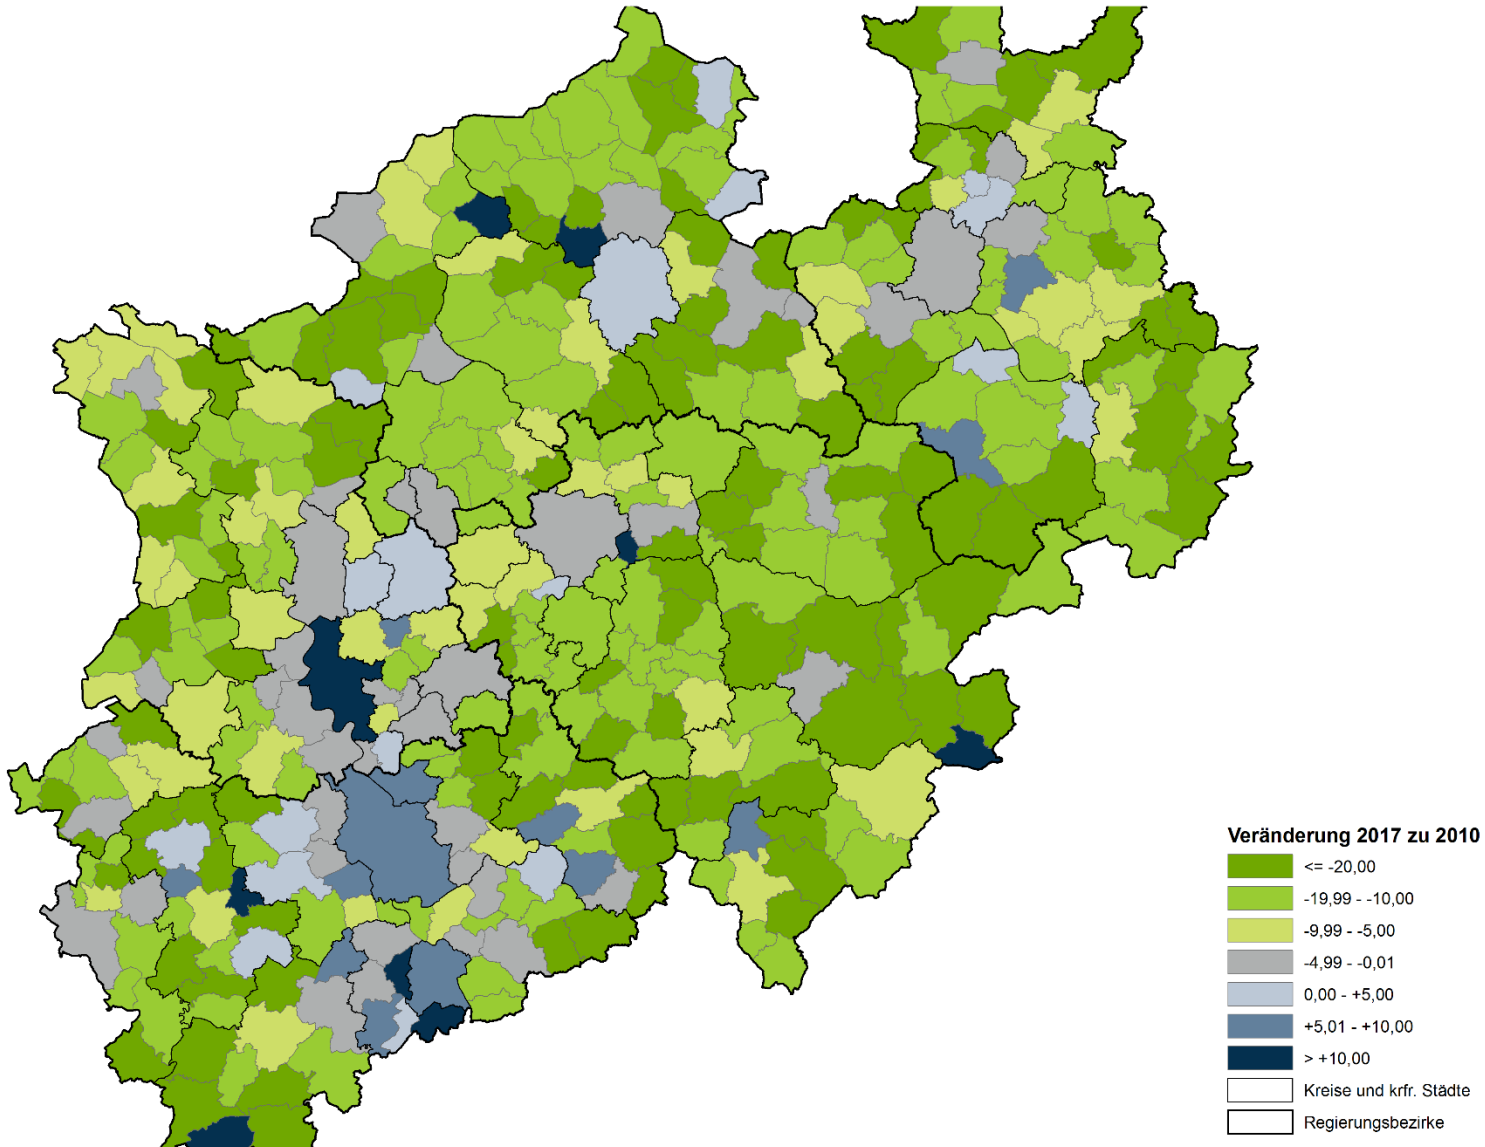 Veränderung 2017 zu 2010
<= -20,00
-19,99 - -10,00
-9,99 - -5,00
-4,99 - -0,01
0,00 - +5,00
+5,01 - +10,00
> +10,00
Kreise und krfr. Städte
Regierungsbezirke